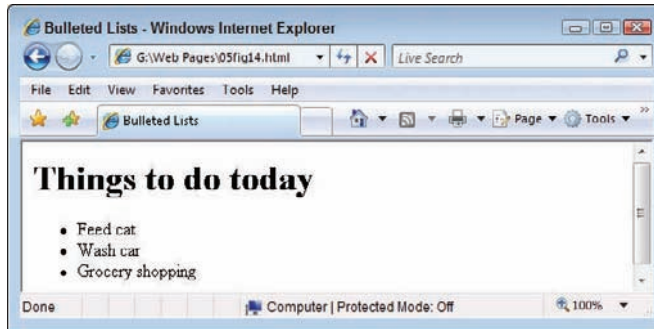 Bulleted Lists - Windows Internet Explorer
G:\Web Pages\05fig14.html
Live Search
File Edit View Favorites Tools Help
Bulleted Lists
Page Tools
Things to do today
• Feed cat
• Wash car
• Grocery shopping
Done
Computer | Protected Mode: Off
100%